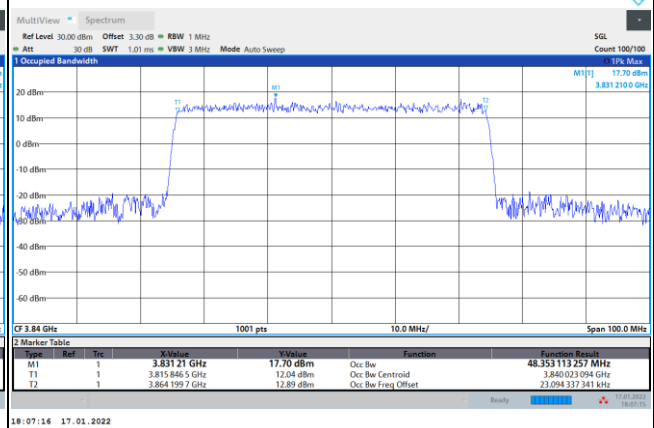 MultiView Spectrum
Ref Level 30.00 dBm Offset 3.30 dB RBW 1 MHz SGL
Att 30 dB SWT 1.01 ms VBW 3 MHz Mode Auto Sweep Count 100/100
1 Occupied Bandwidth 1Pk Max
M1[1] 17.70 dBm
3.831 210 0 GHz
M1
T1
T2
20 dBm
10 dBm
0 dBm
-10 dBm
-20 dBm
-30 dBm
-40 dBm
-50 dBm
-60 dBm
CF 3.84 GHz 1001 pts 10.0 MHz/ Span 100.0 MHz
2 Marker Table
Type Ref Trc X-Value Y-Value Function Function Result
M1 1 3.831 21 GHz 17.70 dBm Occ Bw 48.353 113 257 MHz
T1 1 3.815 846 5 GHz 12.04 dBm Occ Bw Centroid 3.840 023 094 GHz
T2 1 3.864 199 7 GHz 12.89 dBm Occ Bw Freq Offset 23.094 337 341 kHz
Ready 17.01.2022
18:07:15
18:07:16 17.01.2022